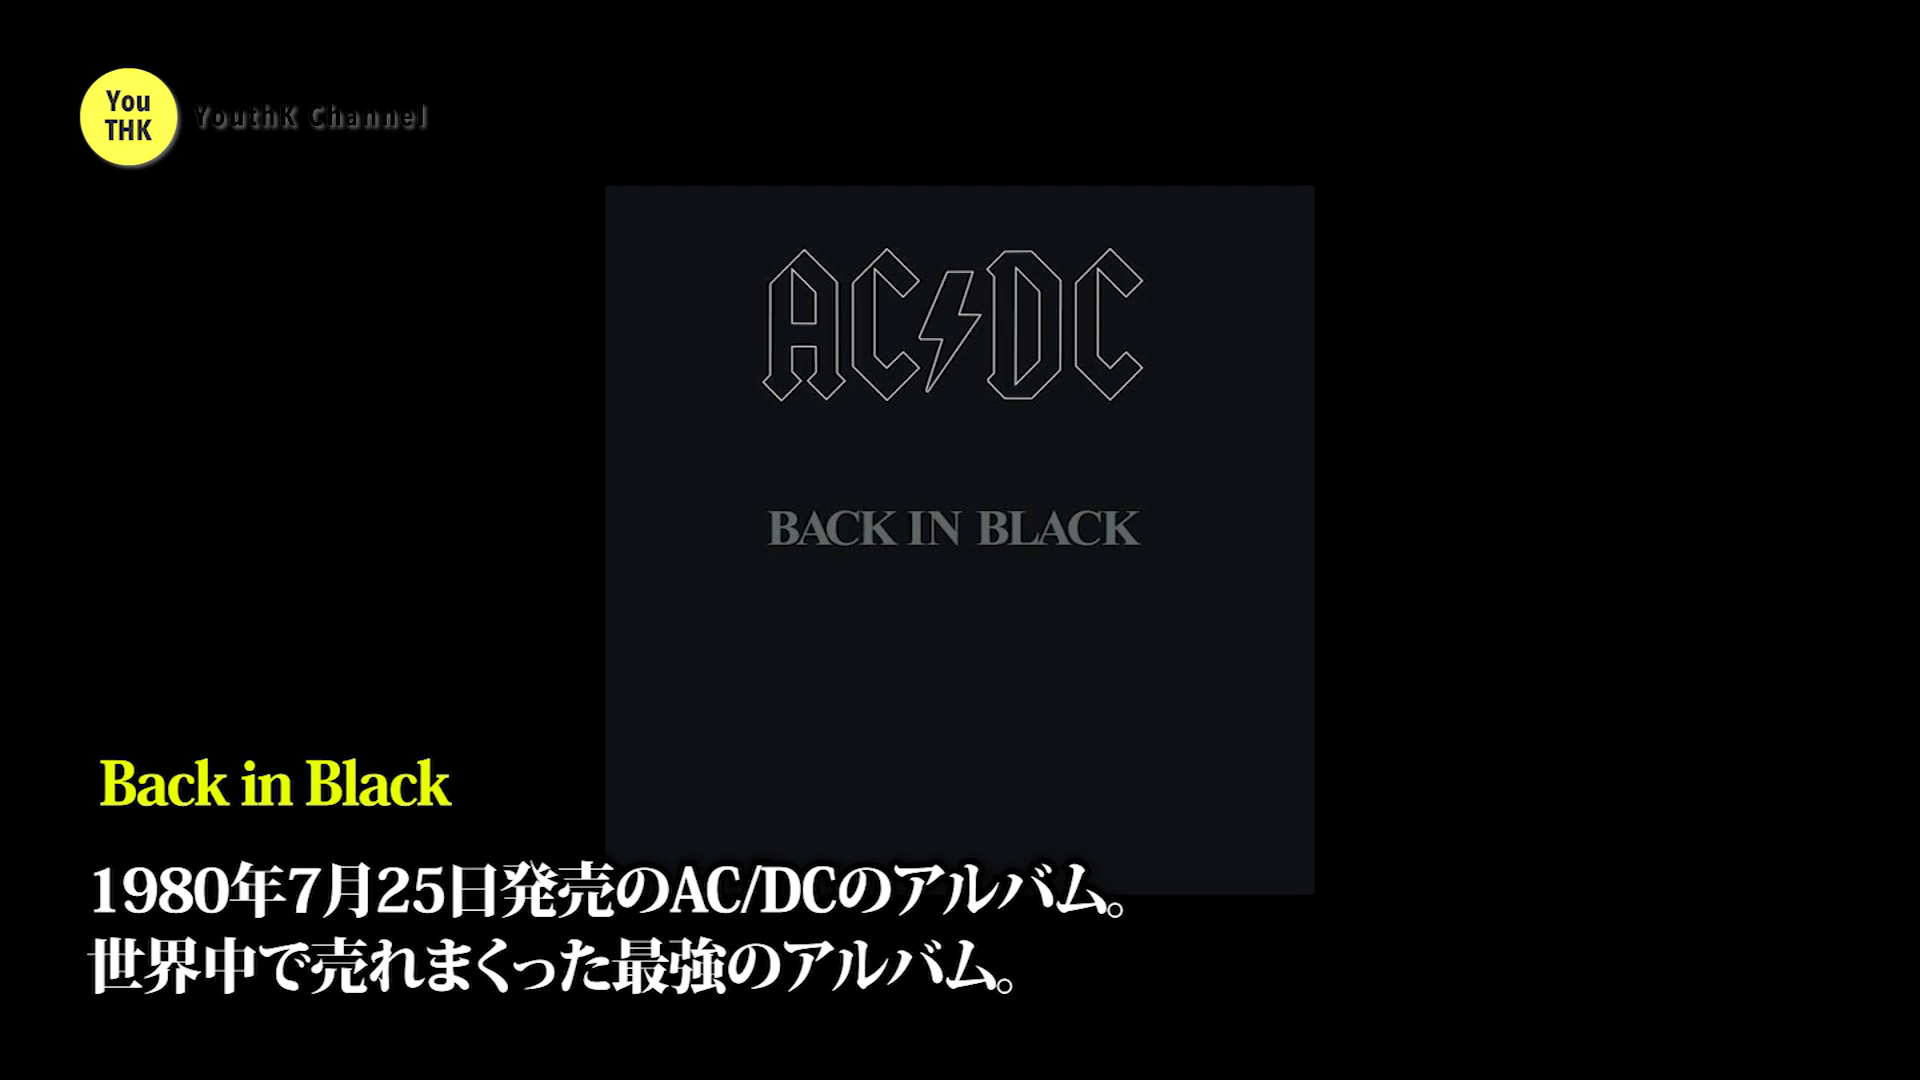 You
THK
YouthK Channel
AC/DC
BACK IN BLACK
Back in Black
1980年7月25日発売のAC/DCのアルバム。
世界中で売れまくった最強のアルバム。